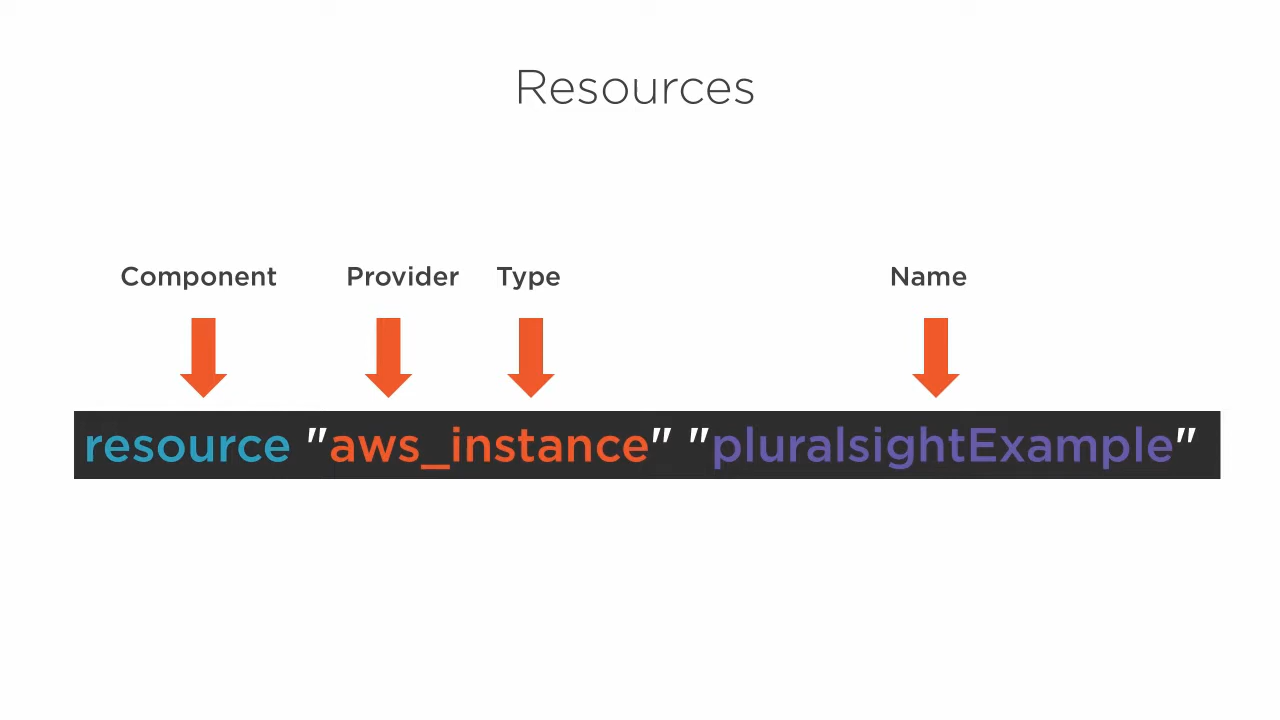 Resources
Component Provider Type Name
resource "aws_instance" "pluralsightExample"